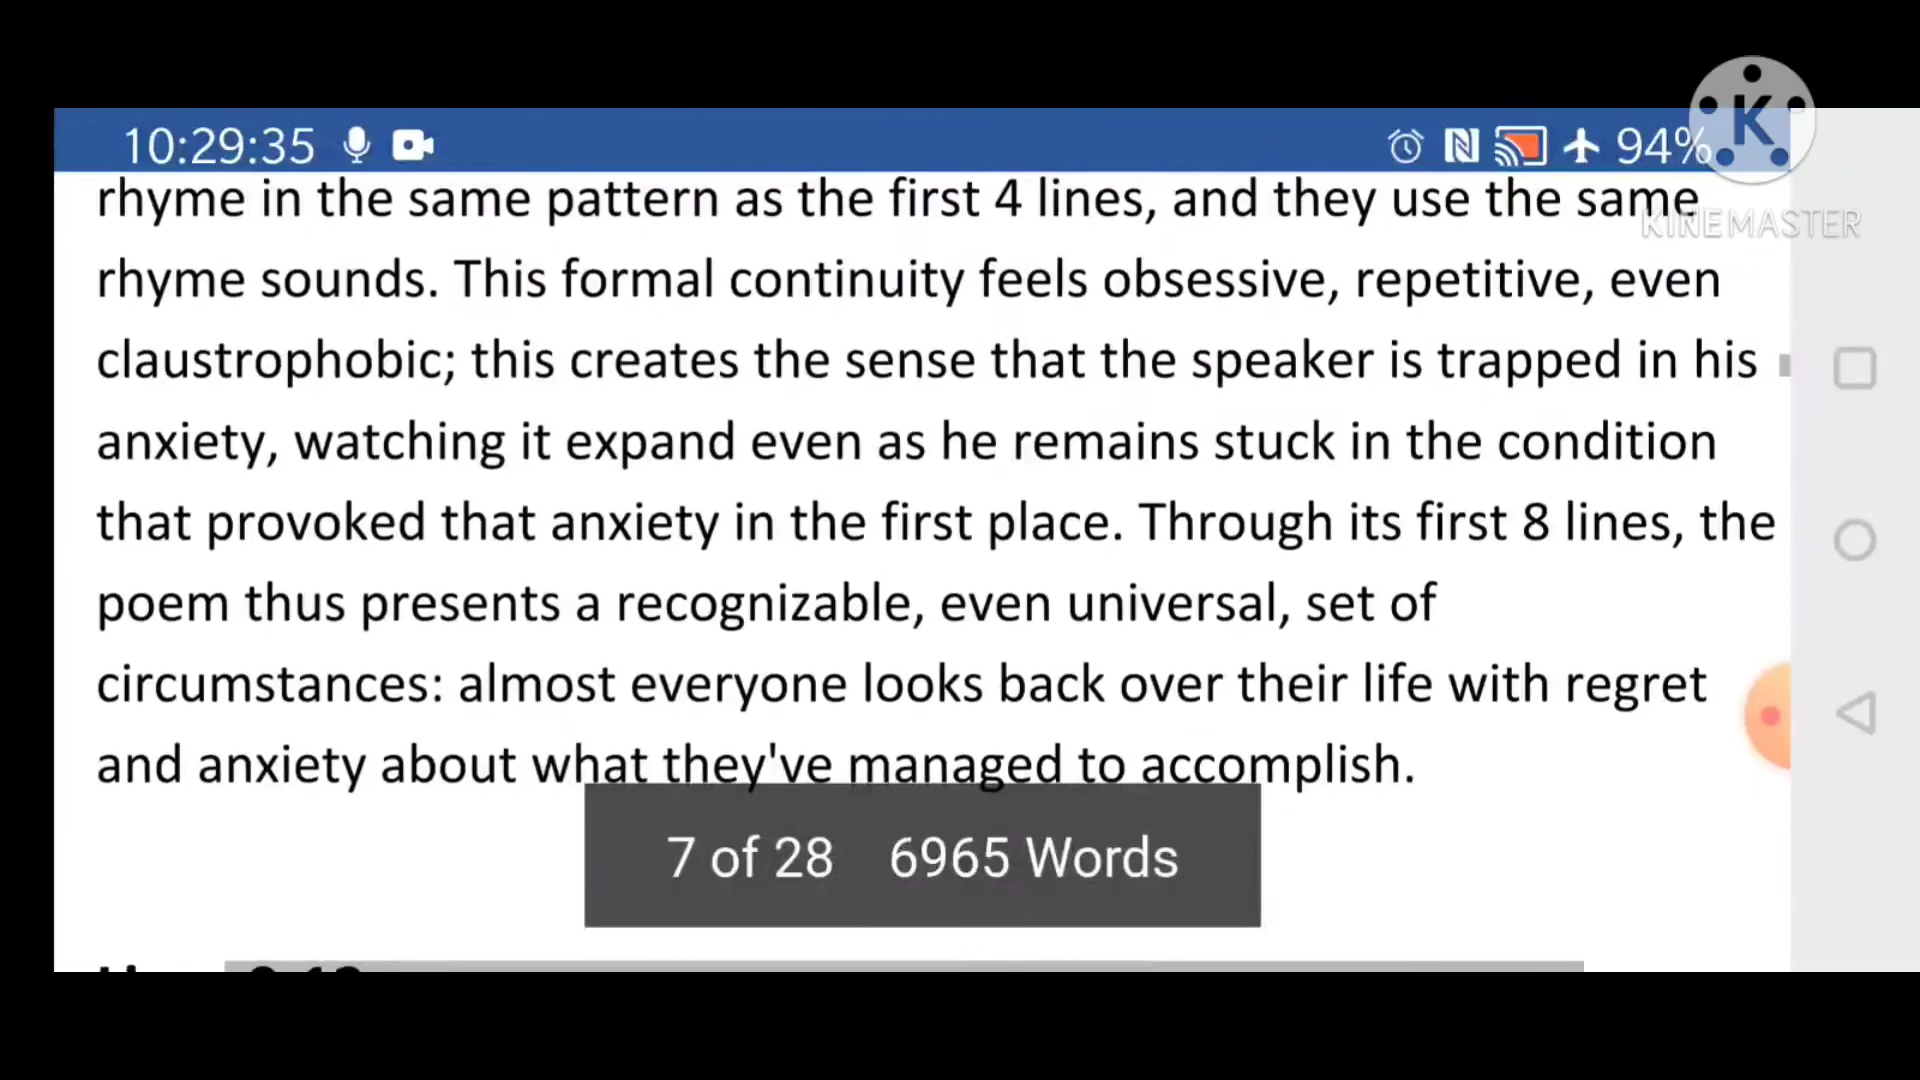 10:29:35 94%
K
KINEMASTER
rhyme in the same pattern as the first 4 lines, and they use the same
rhyme sounds. This formal continuity feels obsessive, repetitive, even
claustrophobic; this creates the sense that the speaker is trapped in his
anxiety, watching it expand even as he remains stuck in the condition
that provoked that anxiety in the first place. Through its first 8 lines, the
poem thus presents a recognizable, even universal, set of
circumstances: almost everyone looks back over their life with regret
and anxiety about what they've managed to accomplish.
7 of 28 6965 Words